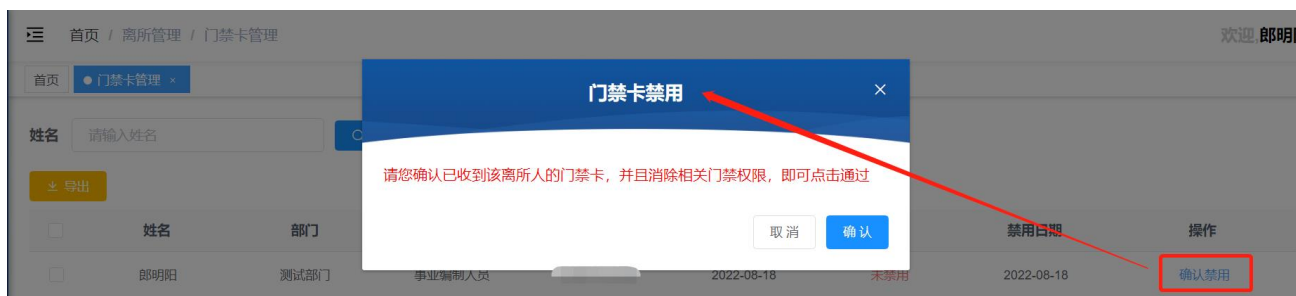 首页 / 离所管理 / 门禁卡管理
欢迎,郎明阳
首页 门禁卡管理 ×
门禁卡禁用 ×
姓名 请输入姓名
请您确认已收到该离所人的门禁卡，并且消除相关门禁权限，即可点击通过
导出
取消 确认
姓名 部门 禁用日期 操作
郎明阳 测试部门 事业编制人员 2022-08-18 未禁用 2022-08-18 确认禁用